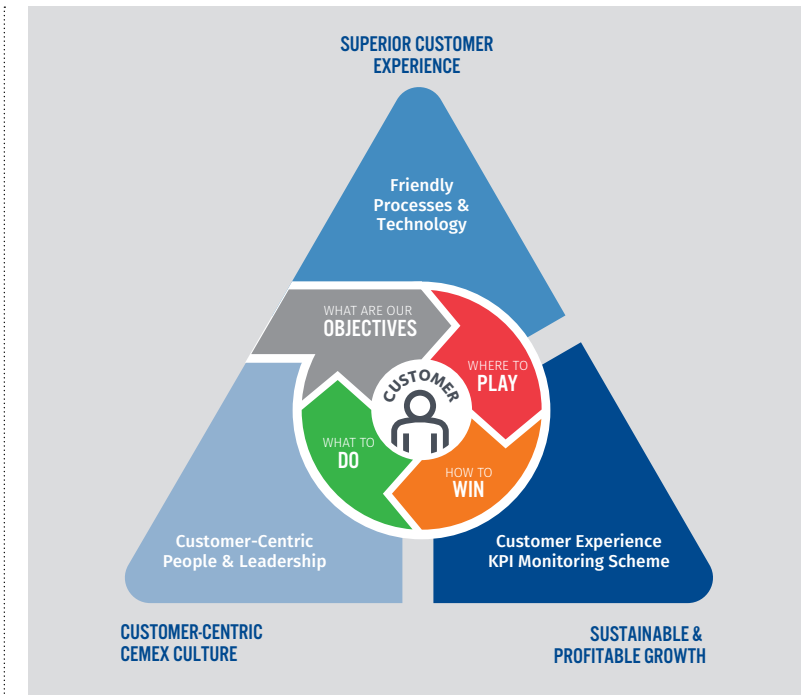 SUPERIOR CUSTOMER
EXPERIENCE
Friendly
Processes &
Technology
WHAT ARE OUR
OBJECTIVES
WHERE TO
PLAY
CUSTOMER
WHAT TO
DO
HOW TO
WIN
Customer-Centric
People & Leadership
Customer Experience
KPI Monitoring Scheme
CUSTOMER-CENTRIC
CEMEX CULTURE
SUSTAINABLE &
PROFITABLE GROWTH